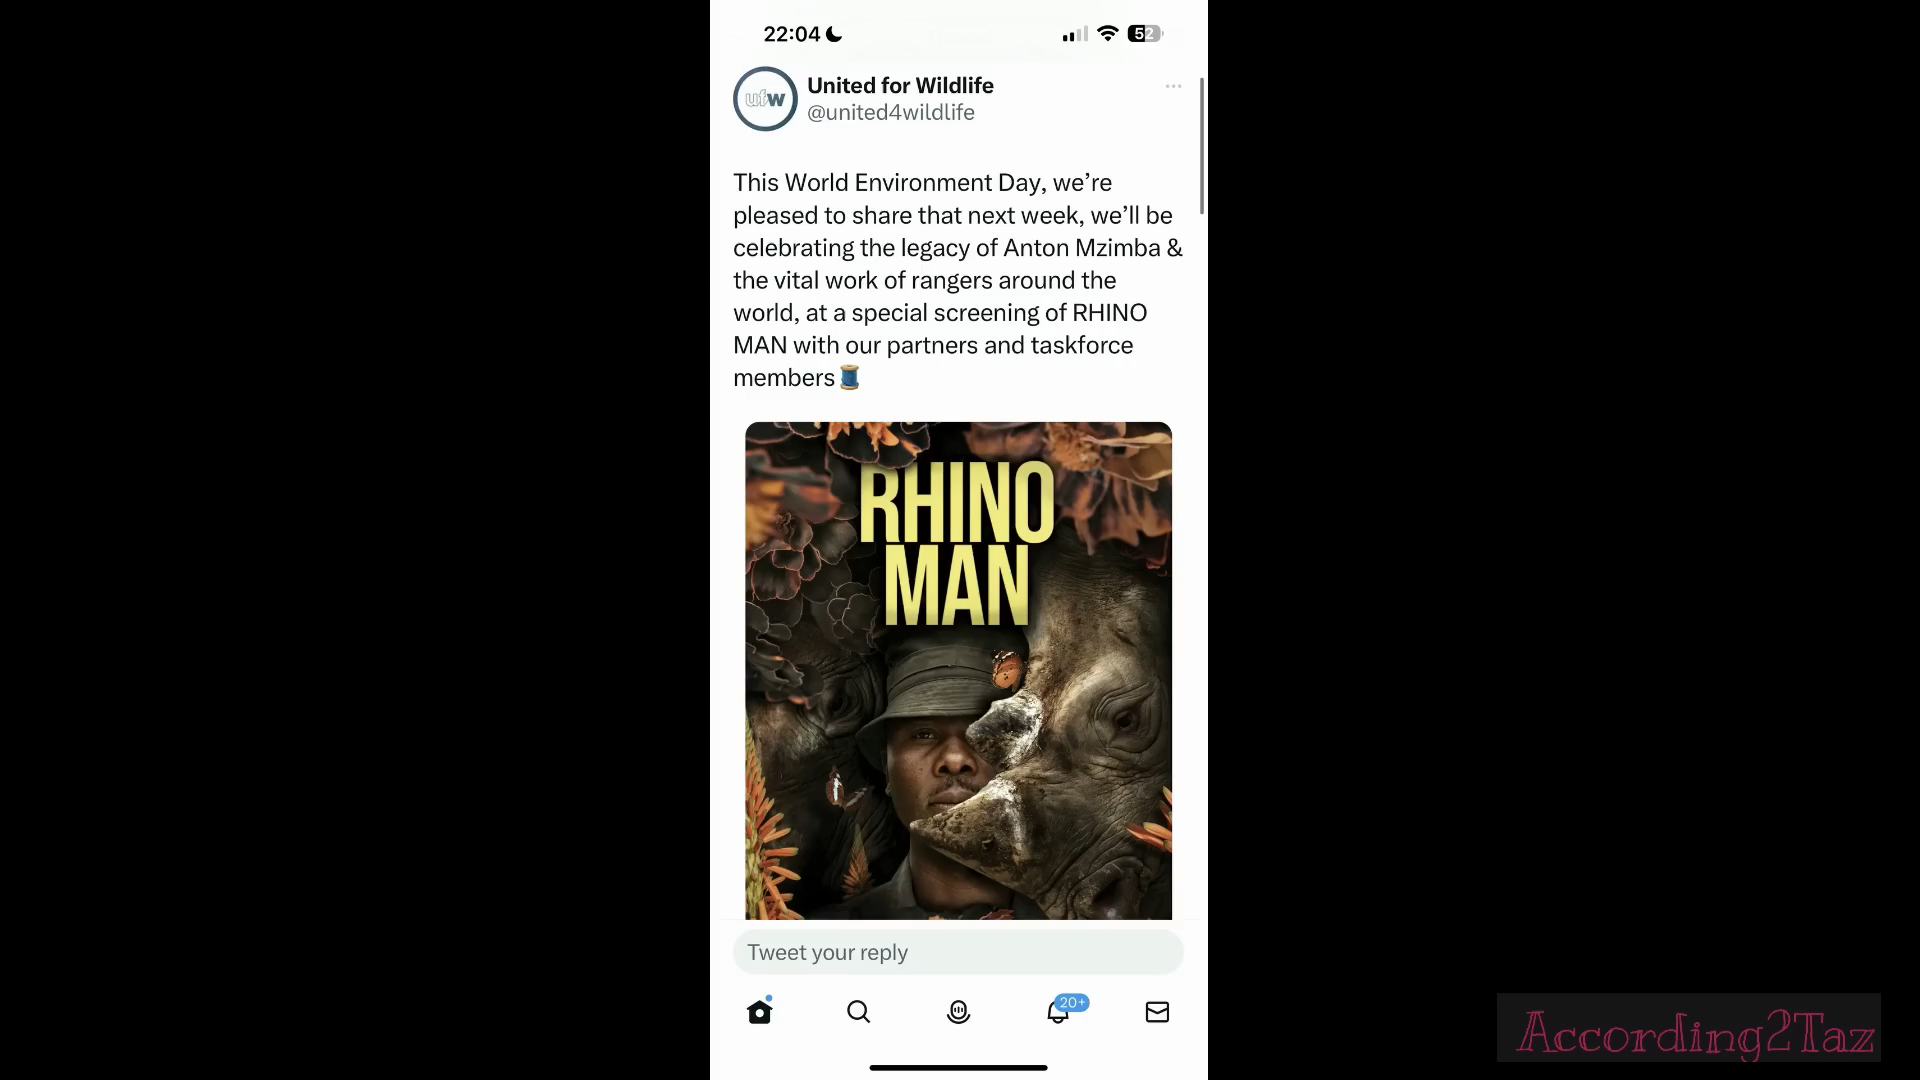 22:04
52
United for Wildlife
ufw
@united4wildlife
This World Environment Day, we’re
pleased to share that next week, we’ll be
celebrating the legacy of Anton Mzimba &
the vital work of rangers around the
world, at a special screening of RHINO
MAN with our partners and taskforce
members
RHINO
MAN
Tweet your reply
20+
According2Taz